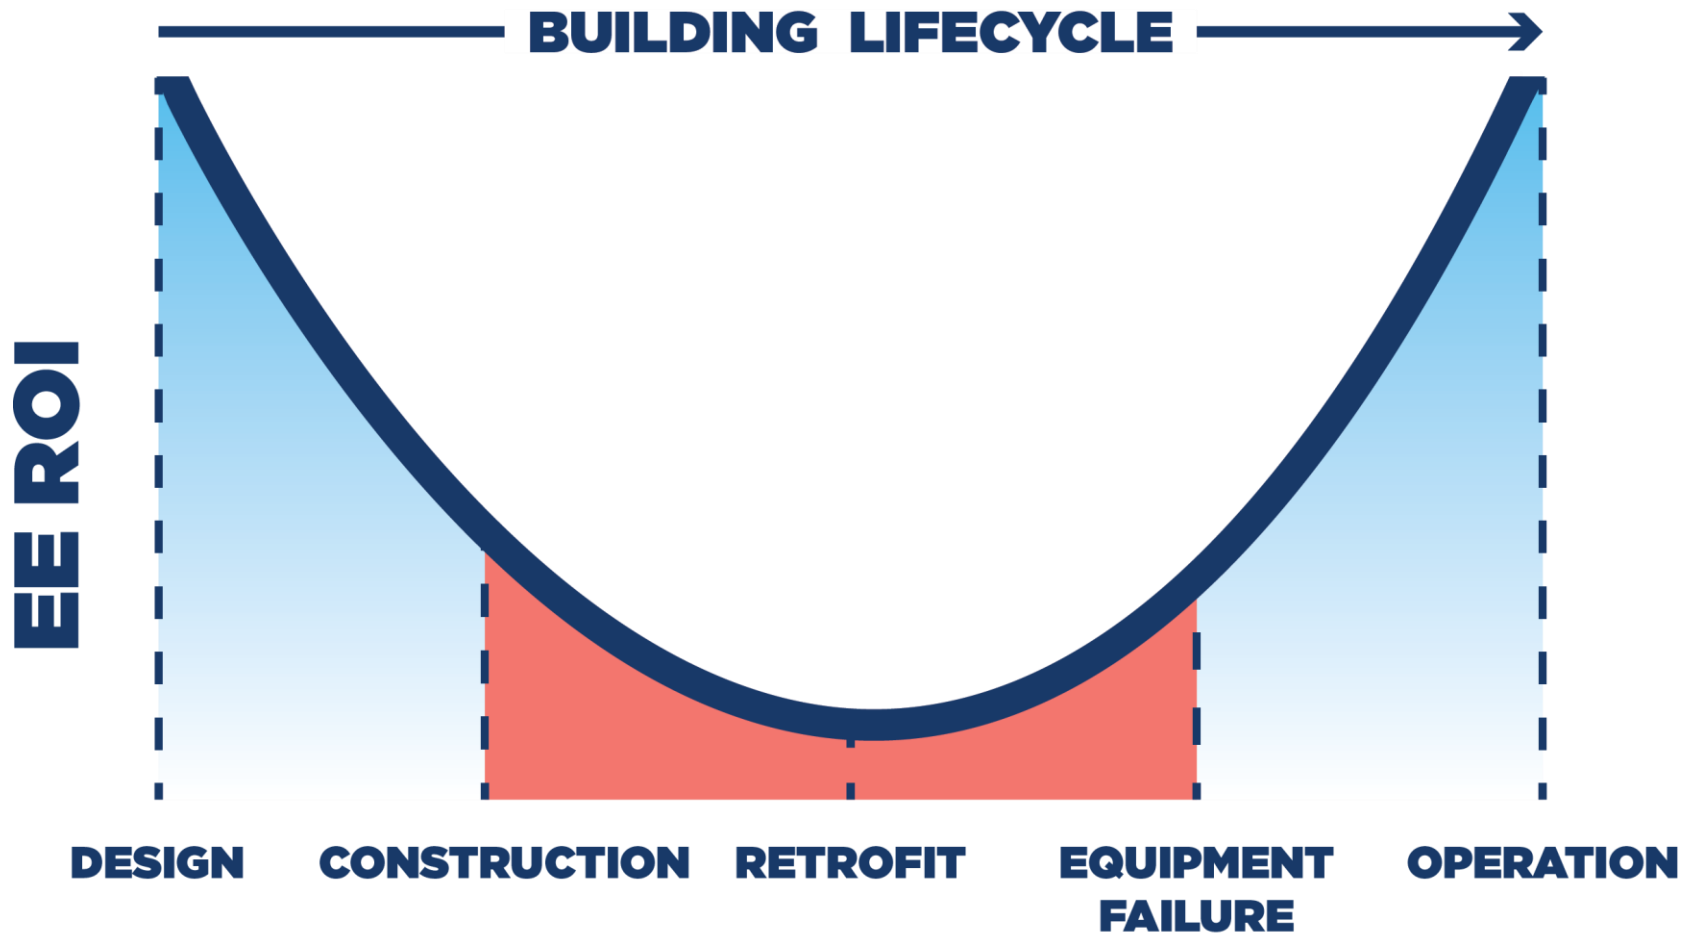 BUILDING LIFECYCLE
EE ROI
DESIGN
CONSTRUCTION
RETROFIT
EQUIPMENT
FAILURE
OPERATION